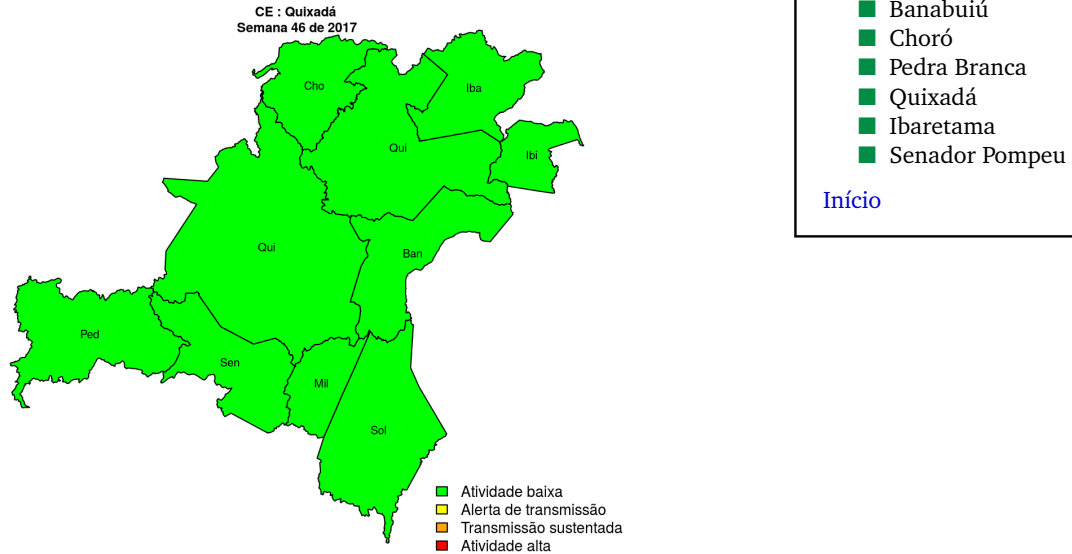 CE : Quixadá
Semana 46 de 2017
Cho
Iba
Qui
Ibi
Qui
Ban
Ped
Sen
Mil
Sol
Atividade baixa
Alerta de transmissão
Transmissão sustentada
Atividade alta
Banabuiú
Choró
Pedra Branca
Quixadá
Ibaretama
Senador Pompeu
Início